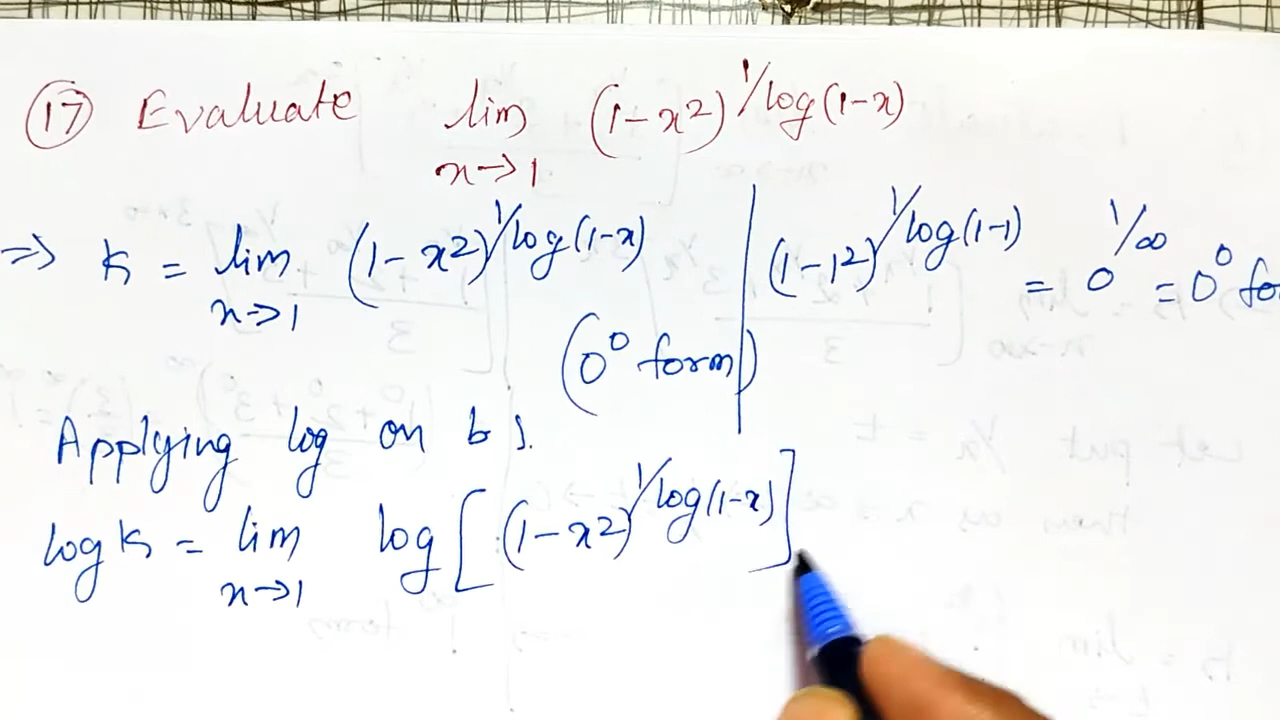 17 Evaluate lim x→1 (1-x²)^1/log(1-x)
⇒ K = lim x→1 (1-x²)^1/log(1-x)
(0⁰ form)
(1-1²)^1/log(1-1) = 0^1/∞ = 0⁰ fo
Applying log on b s.
log K = lim x→1 log [(1-x²)^1/log(1-x)]